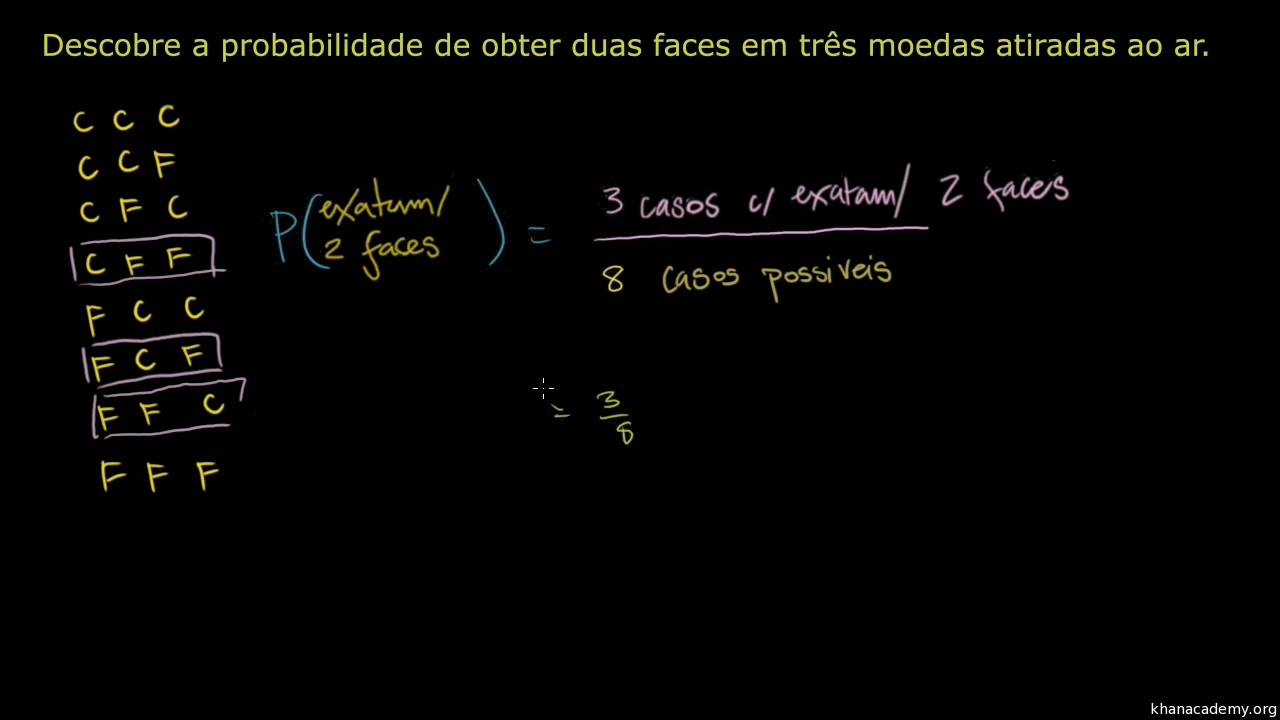 Descobre a probabilidade de obter duas faces em três moedas atiradas ao ar.
C C C
C C F
C F C
C F F
F C C
F C F
F F C
F F F
P(exatam/ 2 faces) = 3 casos c/ exatam/ 2 faces
8 casos possiveis
= 3/8
khanacademy.org